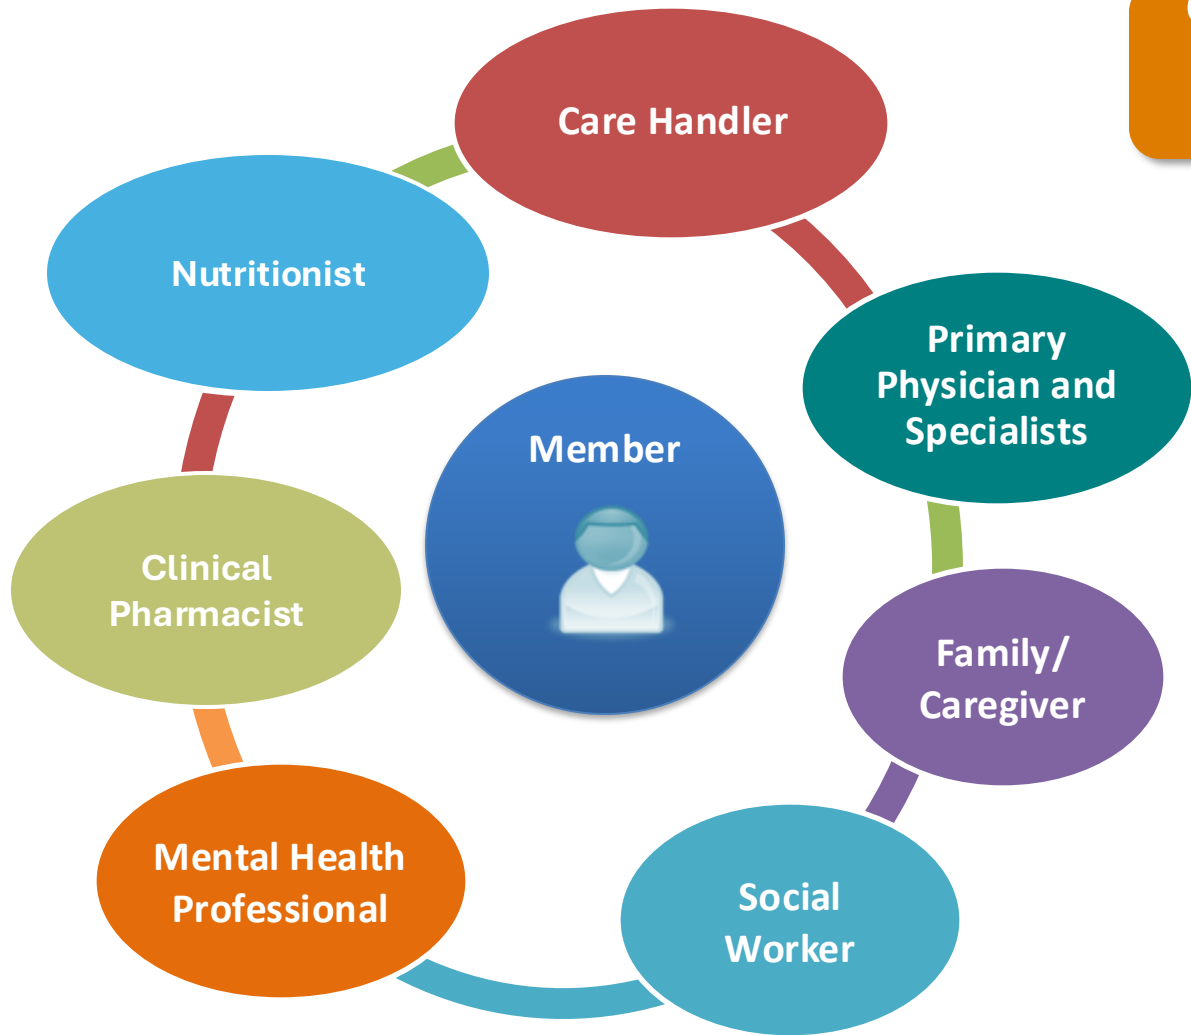 Care Handler
Nutritionist
Primary
Physician and
Specialists
Member
Clinical
Pharmacist
Family/
Caregiver
Mental Health
Professional
Social
Worker